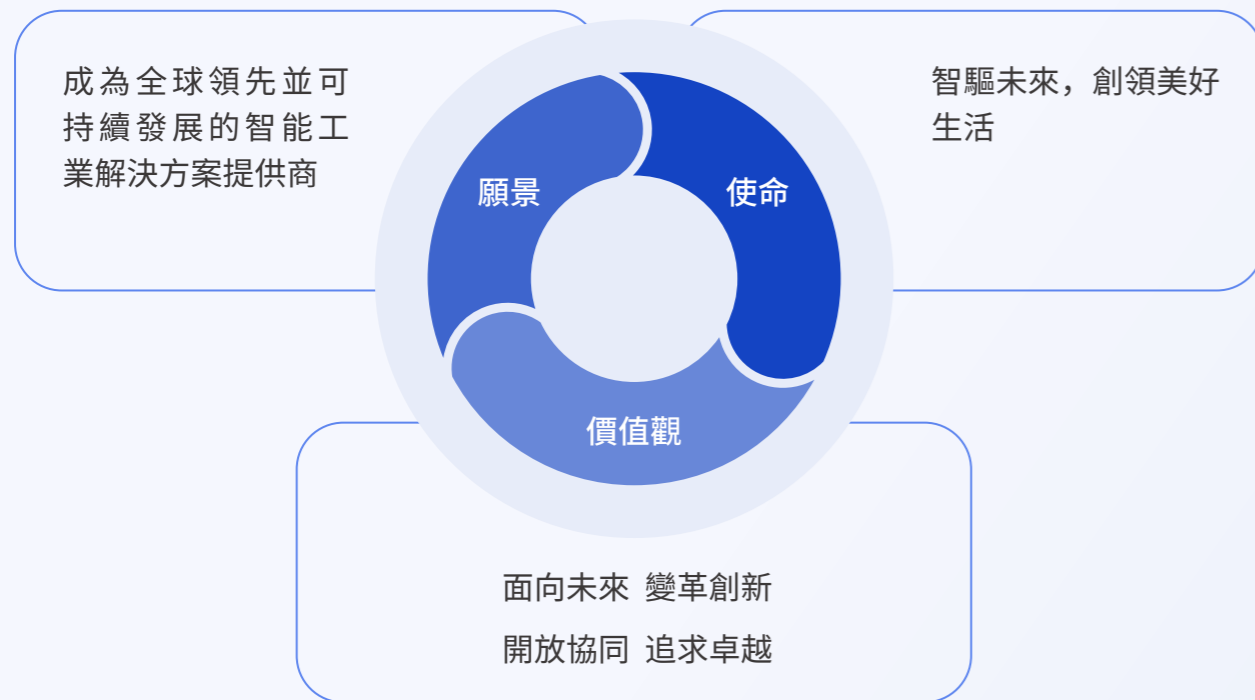 成為全球領先並可
持續發展的智能工
業解決方案提供商
願景
使命
智驅未來，創領美好
生活
價值觀
面向未來 變革創新
開放協同 追求卓越